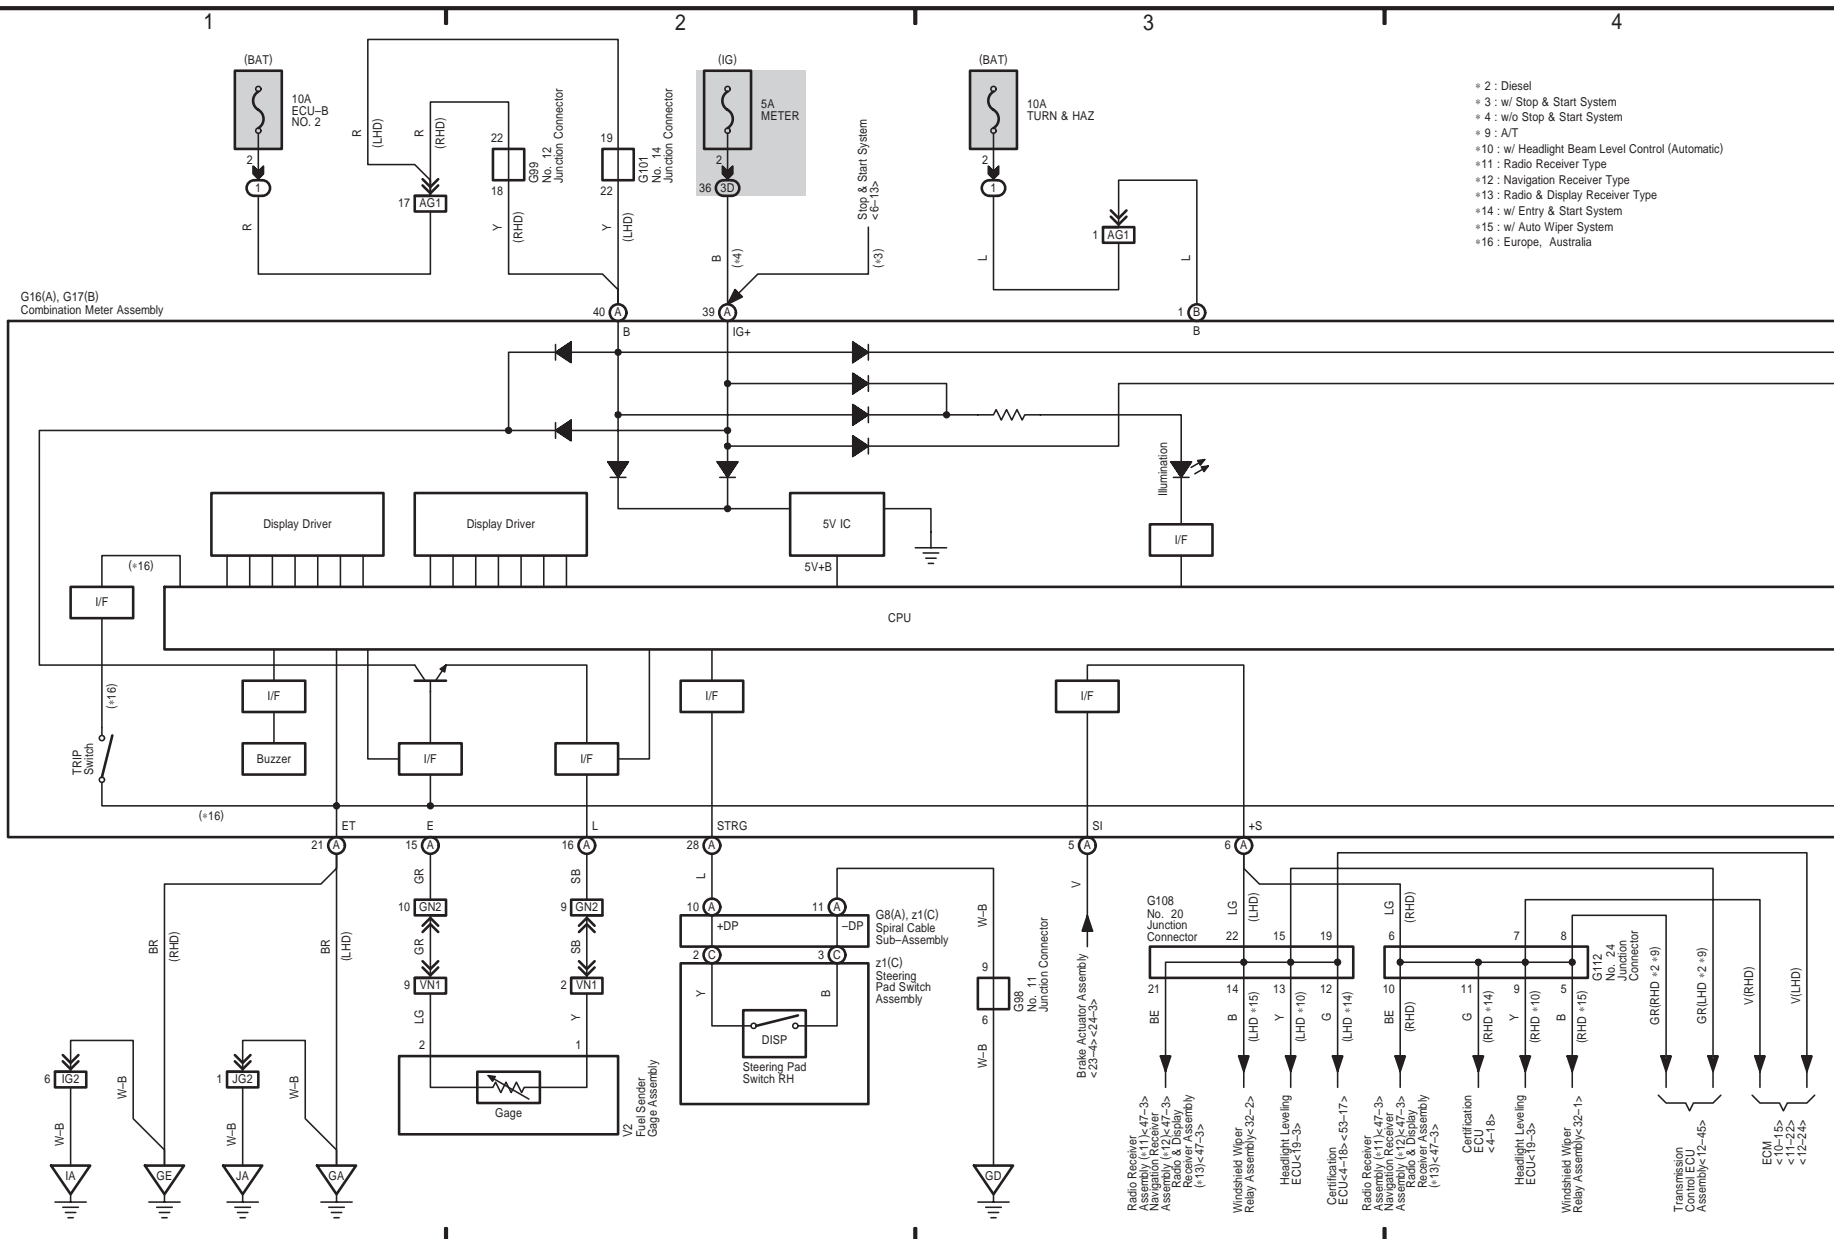 1
2
3
4
(BAT)
10A
ECU–B
NO. 2
2
1
R
R
(LHD)
R
(RHD)
17
AG1
22
18
G99
No. 12
Junction Connector
Y
(RHD)
19
22
G101
No. 14
Junction Connector
Y
(LHD)
(IG)
5A
METER
2
36
3D
B
(∗4)
Stop & Start System
<6–13>
(∗3)
(BAT)
10A
TURN & HAZ
2
1
L
1
AG1
L
∗ 2 : Diesel
∗ 3 : w/ Stop & Start System
∗ 4 : w/o Stop & Start System
∗ 9 : A/T
∗10 : w/ Headlight Beam Level Control (Automatic)
∗11 : Radio Receiver Type
∗12 : Navigation Receiver Type
∗13 : Radio & Display Receiver Type
∗14 : w/ Entry & Start System
∗15 : w/ Auto Wiper System
∗16 : Europe, Australia
G16(A), G17(B)
Combination Meter Assembly
40
A
B
39
A
IG+
1
B
B
Illumination
Display Driver
Display Driver
5V IC
5V+B
I/F
(∗16)
I/F
CPU
(∗16)
TRIP
Switch
I/F
Buzzer
I/F
I/F
I/F
I/F
(∗16)
ET
E
L
STRG
SI
+S
21
A
15
A
16
A
28
A
5
A
6
A
BR
(RHD)
BR
(LHD)
GR
10
GN2
GR
9
VN1
LG
2
SB
9
GN2
SB
2
VN1
Y
1
Gage
V2
Fuel Sender
Gage Assembly
L
10
A
11
A
+DP
–DP
G8(A), z1(C)
Spiral Cable
Sub–Assembly
2
C
3
C
z1(C)
Steering
Pad Switch
Assembly
Y
B
DISP
Steering Pad
Switch RH
W–B
9
6
G98
No. 11
Junction Connector
W–B
GD
V
Brake Actuator Assembly
<23–4><24–3>
G108
No. 20
Junction
Connector
LG
(LHD)
22
15
19
21
14
13
12
BE
B
(LHD ∗15)
Y
(LHD ∗10)
G
(LHD ∗14)
LG
(RHD)
6
7
8
10
11
9
5
G112
No. 24
Junction
Connector
BE
(RHD)
G
(RHD ∗14)
Y
(RHD ∗10)
B
(RHD ∗15)
GR(RHD ∗2 ∗9)
GR(LHD ∗2 ∗9)
V(RHD)
V(LHD)
Radio Receiver
Assembly (∗11)<47–3>
Navigation Receiver
Assembly (∗12)<47–3>
Radio & Display
Receiver Assembly
(∗13)<47–3>
Windshield Wiper
Relay Assembly<32–2>
Headlight Leveling
ECU<19–3>
Certification
ECU<4–18><53–17>
Radio Receiver
Assembly (∗11)<47–3>
Navigation Receiver
Assembly (∗12)<47–3>
Radio & Display
Receiver Assembly
(∗13)<47–3>
Certification
ECU
<4–18>
Headlight Leveling
ECU<19–3>
Windshield Wiper
Relay Assembly<32–1>
Transmission
Control ECU
Assembly<12–45>
ECM
<10–15>
<11–22>
<12–24>
6
IG2
W–B
W–B
1
JG2
W–B
W–B
IA
GE
JA
GA